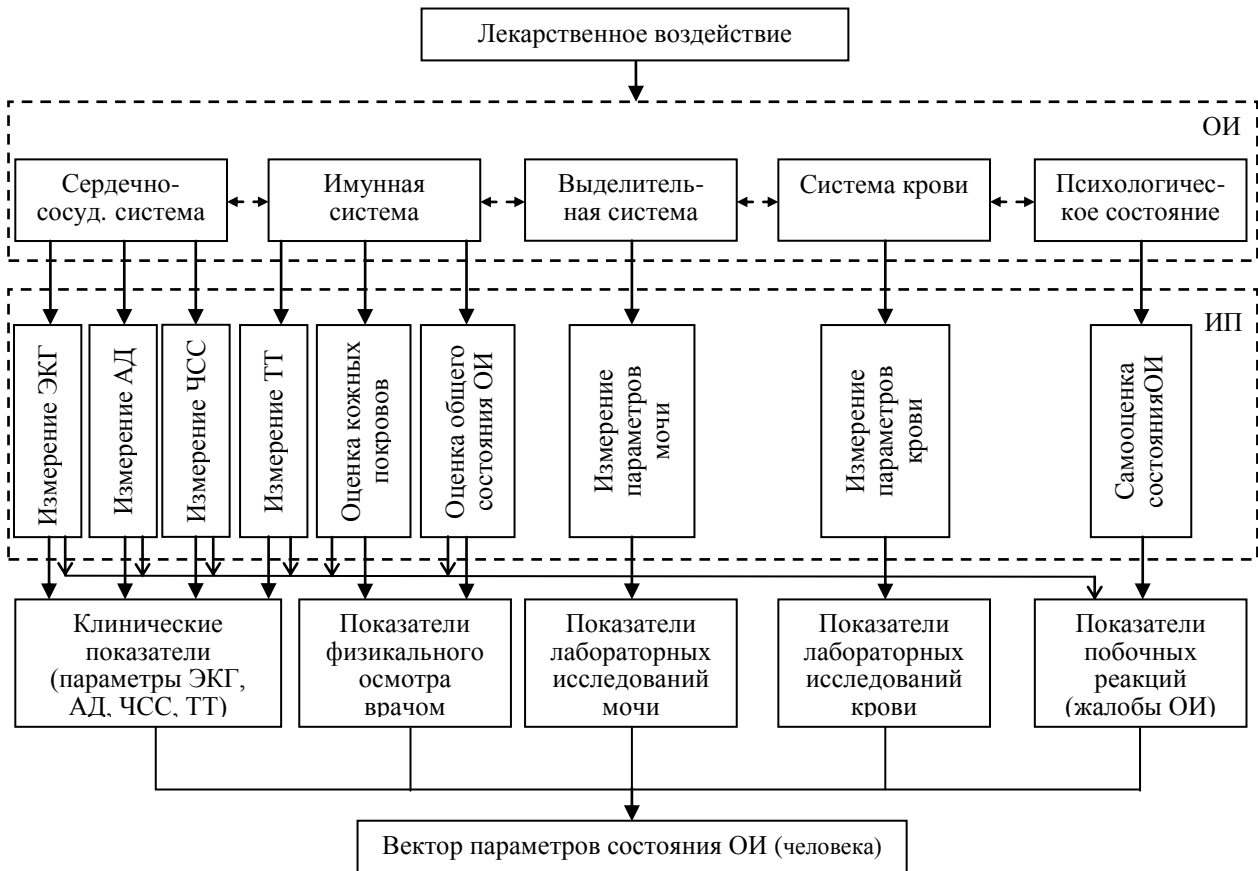 Лекарственное воздействие
ОИ
Сердечно-
сосуд. система
Имунная
система
Выделитель-
ная система
Система крови
Психологичес-
кое состояние
ИП
Измерение ЭКГ
Измерение АД
Измерение ЧСС
Измерение ТТ
Оценка кожных
покровов
Оценка общего
состояния ОИ
Измерение
параметров
мочи
Измерение
параметров
крови
Самооценка
состоянияОИ
Клинические
показатели
(параметры ЭКГ,
АД, ЧСС, ТТ)
Показатели
физикального
осмотра
врачом
Показатели
лабораторных
исследований
мочи
Показатели
лабораторных
исследований
крови
Показатели
побочных
реакций
(жалобы ОИ)
Вектор параметров состояния ОИ (человека)